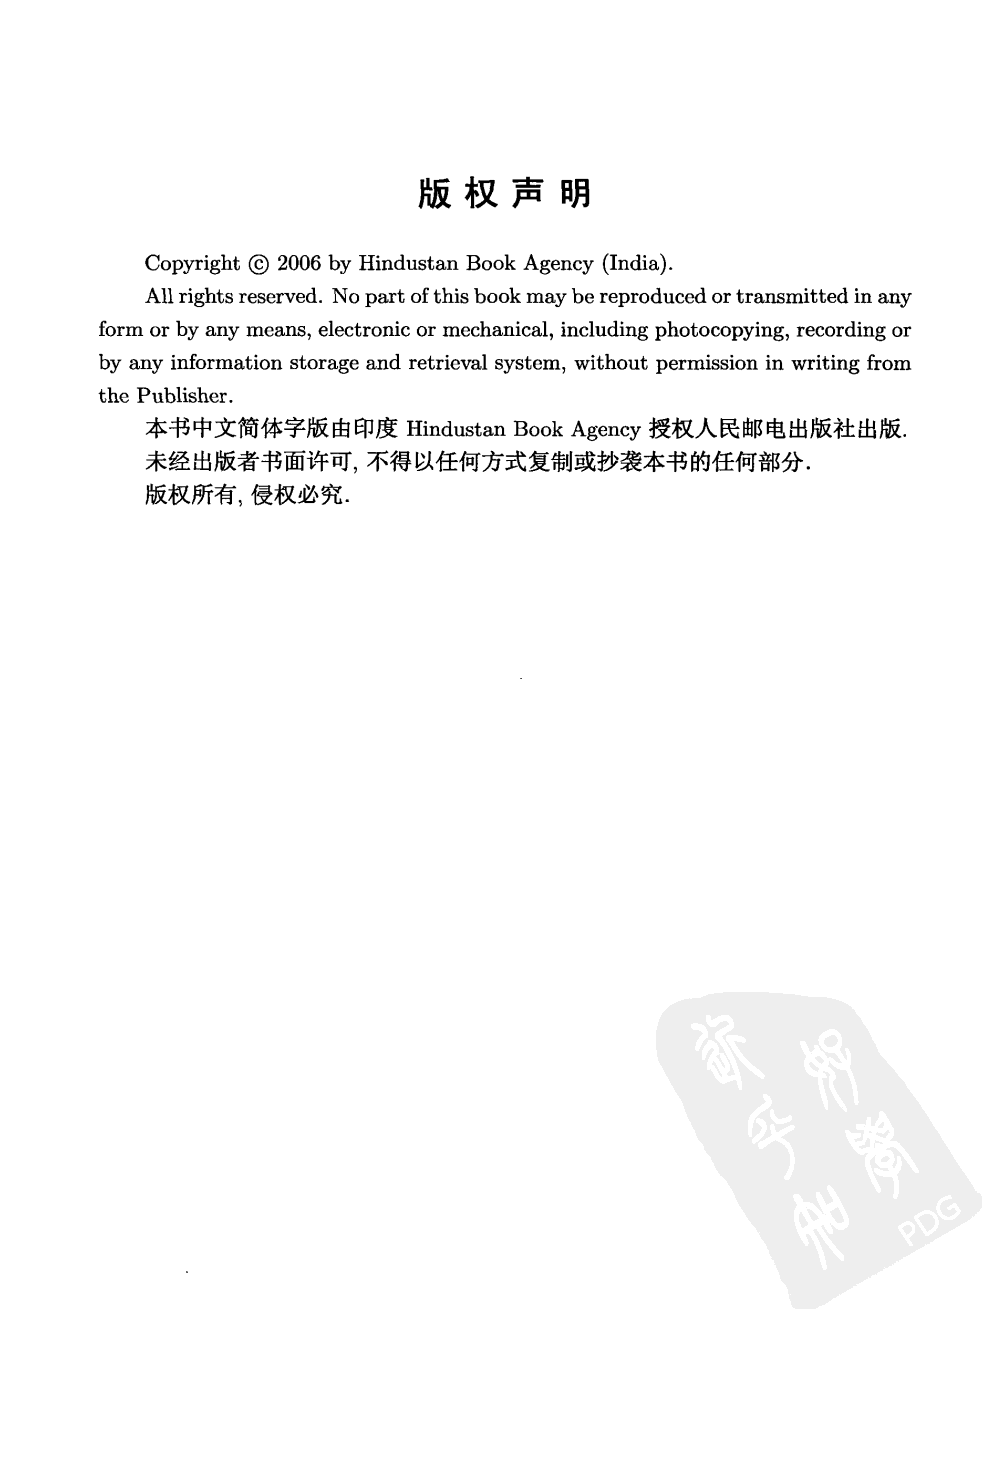 版权声明
Copyright © 2006 by Hindustan Book Agency (India).
All rights reserved. No part of this book may be reproduced or transmitted in any
form or by any means, electronic or mechanical, including photocopying, recording or
by any information storage and retrieval system, without permission in writing from
the Publisher.
本书中文简体字版由印度 Hindustan Book Agency 授权人民邮电出版社出版.
未经出版者书面许可, 不得以任何方式复制或抄袭本书的任何部分.
版权所有, 侵权必究.
PDG